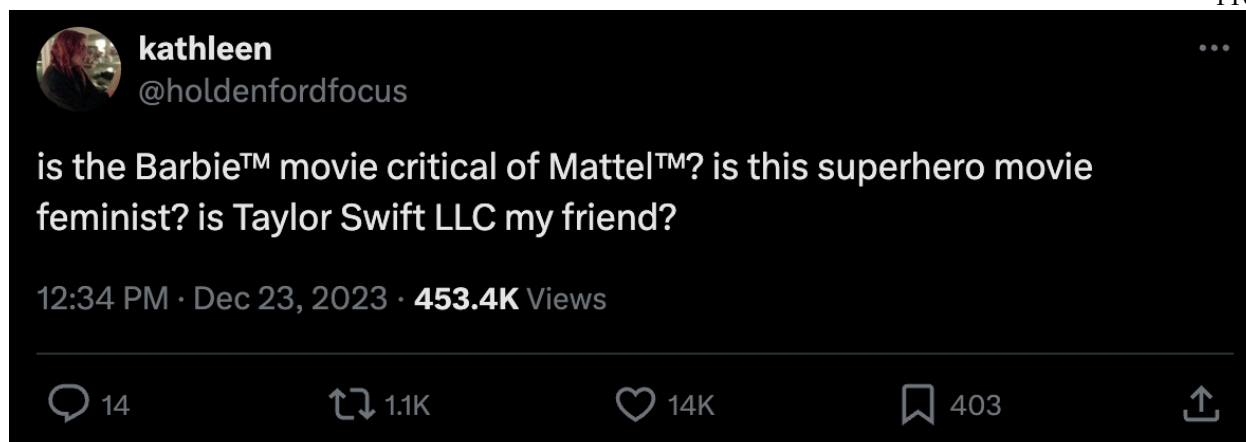 kathleen
@holdenfordfocus
is the Barbie™ movie critical of Mattel™? is this superhero movie
feminist? is Taylor Swift LLC my friend?
12:34 PM · Dec 23, 2023 · 453.4K Views
14 1.1K 14K 403